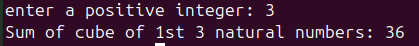 enter a positive integer: 3
Sum of cube of 1st 3 natural numbers: 36